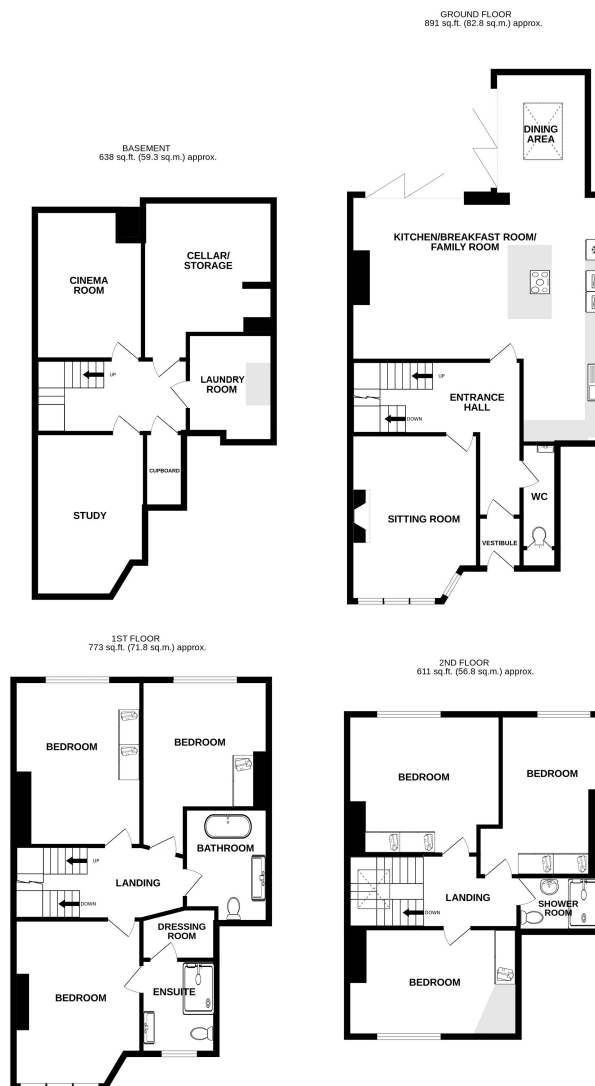 GROUND FLOOR
891 sq.ft. (82.8 sq.m.) approx.
DINING
AREA
KITCHEN/BREAKFAST ROOM/
FAMILY ROOM
UP
ENTRANCE
HALL
DOWN
WC
SITTING ROOM
VESTIBULE
BASEMENT
638 sq.ft. (59.3 sq.m.) approx.
CELLAR/
STORAGE
CINEMA
ROOM
UP
LAUNDRY
ROOM
CUPBOARD
STUDY
1ST FLOOR
773 sq.ft. (71.8 sq.m.) approx.
BEDROOM
BEDROOM
BATHROOM
UP
LANDING
DOWN
DRESSING
ROOM
BEDROOM
ENSUITE
2ND FLOOR
611 sq.ft. (56.8 sq.m.) approx.
BEDROOM
BEDROOM
LANDING
SHOWER
ROOM
DOWN
BEDROOM